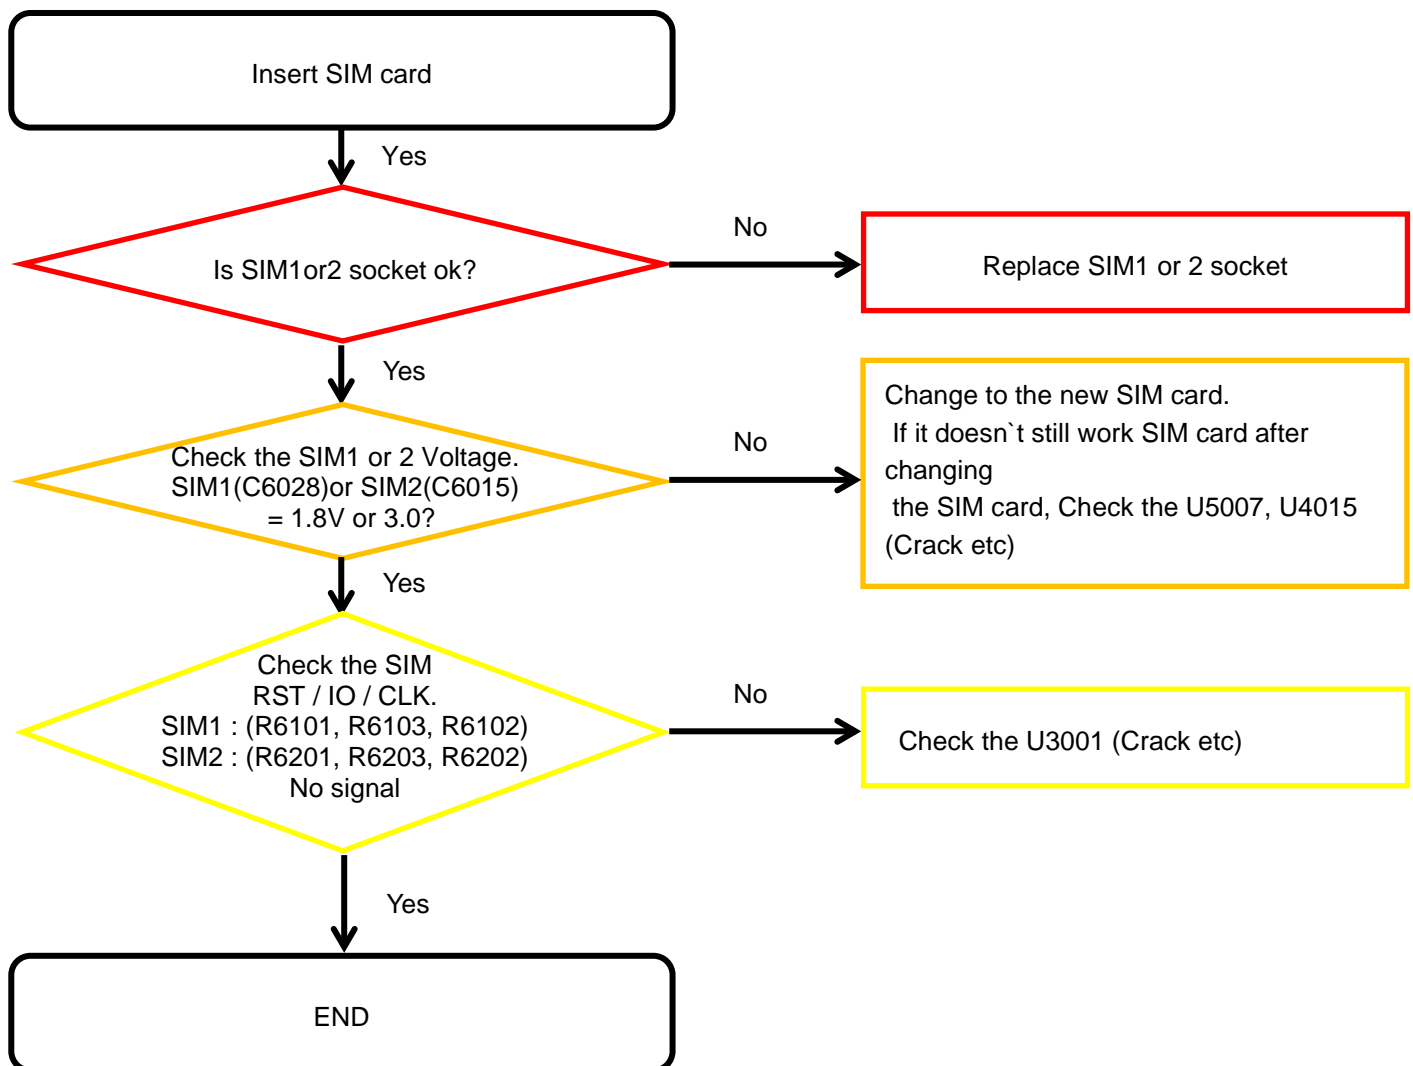 Insert SIM card
Yes
Is SIM1or2 socket ok?
No
Replace SIM1 or 2 socket
Yes
Check the SIM1 or 2 Voltage.
SIM1(C6028)or SIM2(C6015)
= 1.8V or 3.0?
No
Change to the new SIM card.
If it doesn`t still work SIM card after
changing
the SIM card, Check the U5007, U4015
(Crack etc)
Yes
Check the SIM
RST / IO / CLK.
SIM1 : (R6101, R6103, R6102)
SIM2 : (R6201, R6203, R6202)
No signal
No
Check the U3001 (Crack etc)
Yes
END